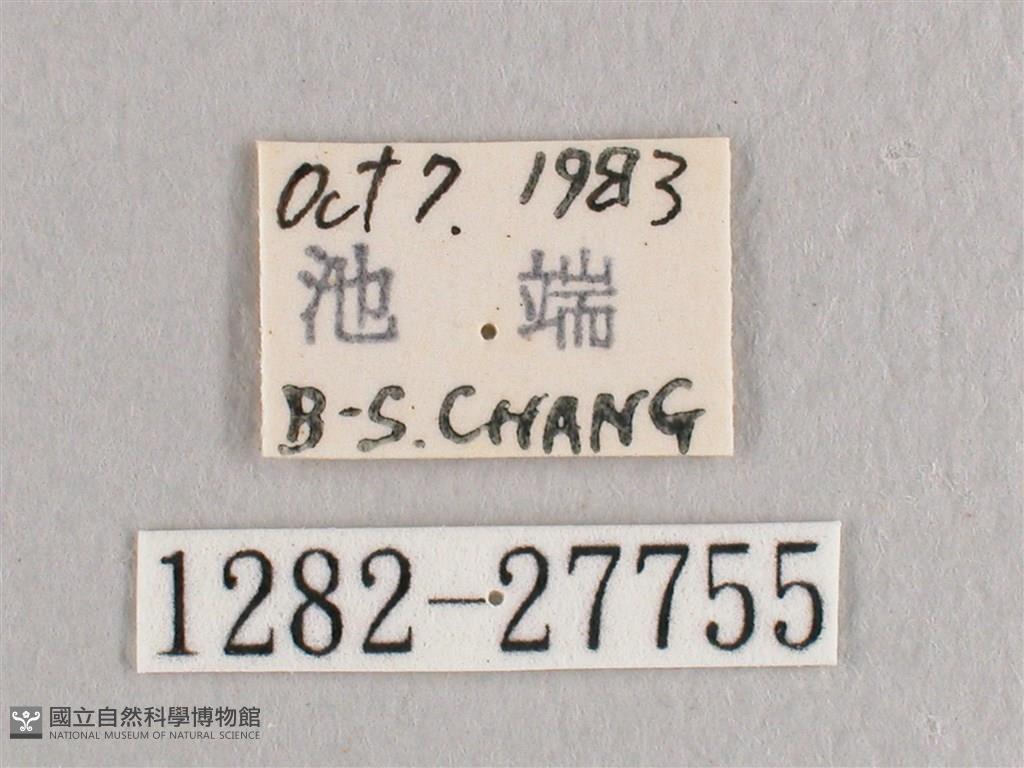 Oct 7. 1983
池 端
B-S. CHANG
1282-27755
國立自然科學博物館
NATIONAL MUSEUM OF NATURAL SCIENCE